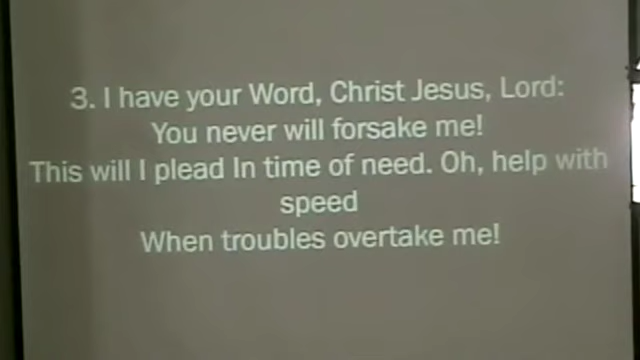 3. I have your Word, Christ Jesus, Lord:
You never will forsake me!
This will I plead In time of need. Oh, help with
speed
When troubles overtake me!